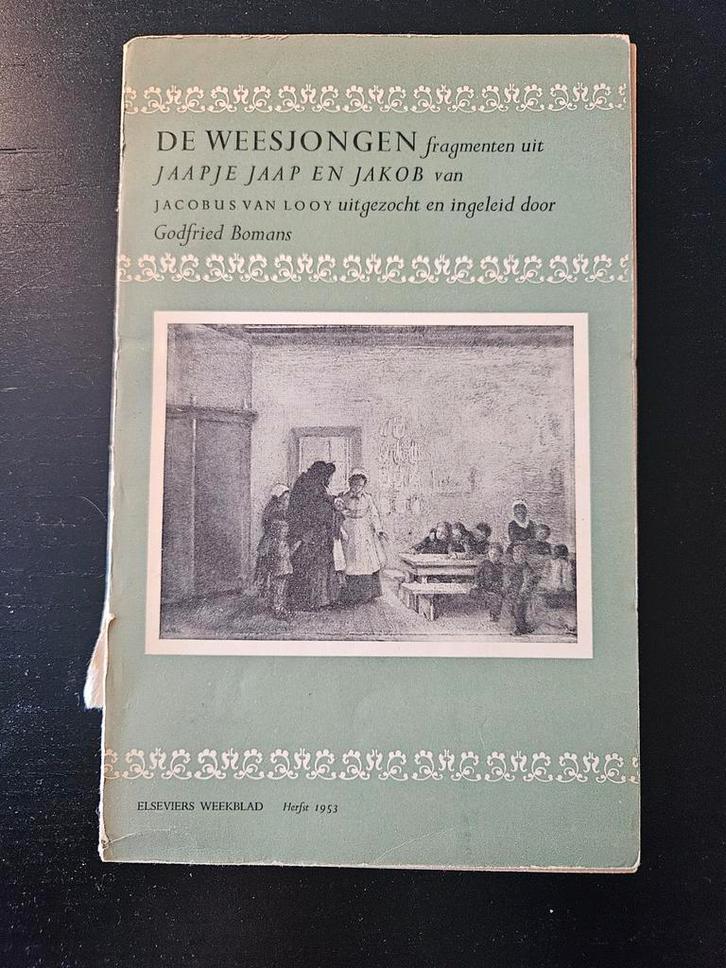 DE WEESJONGEN fragmenten uit
JAAPJE JAAP EN JAKOB van
JACOBUS VAN LOOY uitgezocht en ingeleid door
Godfried Bomans
ELSEVIERS WEEKBLAD Herfst 1953